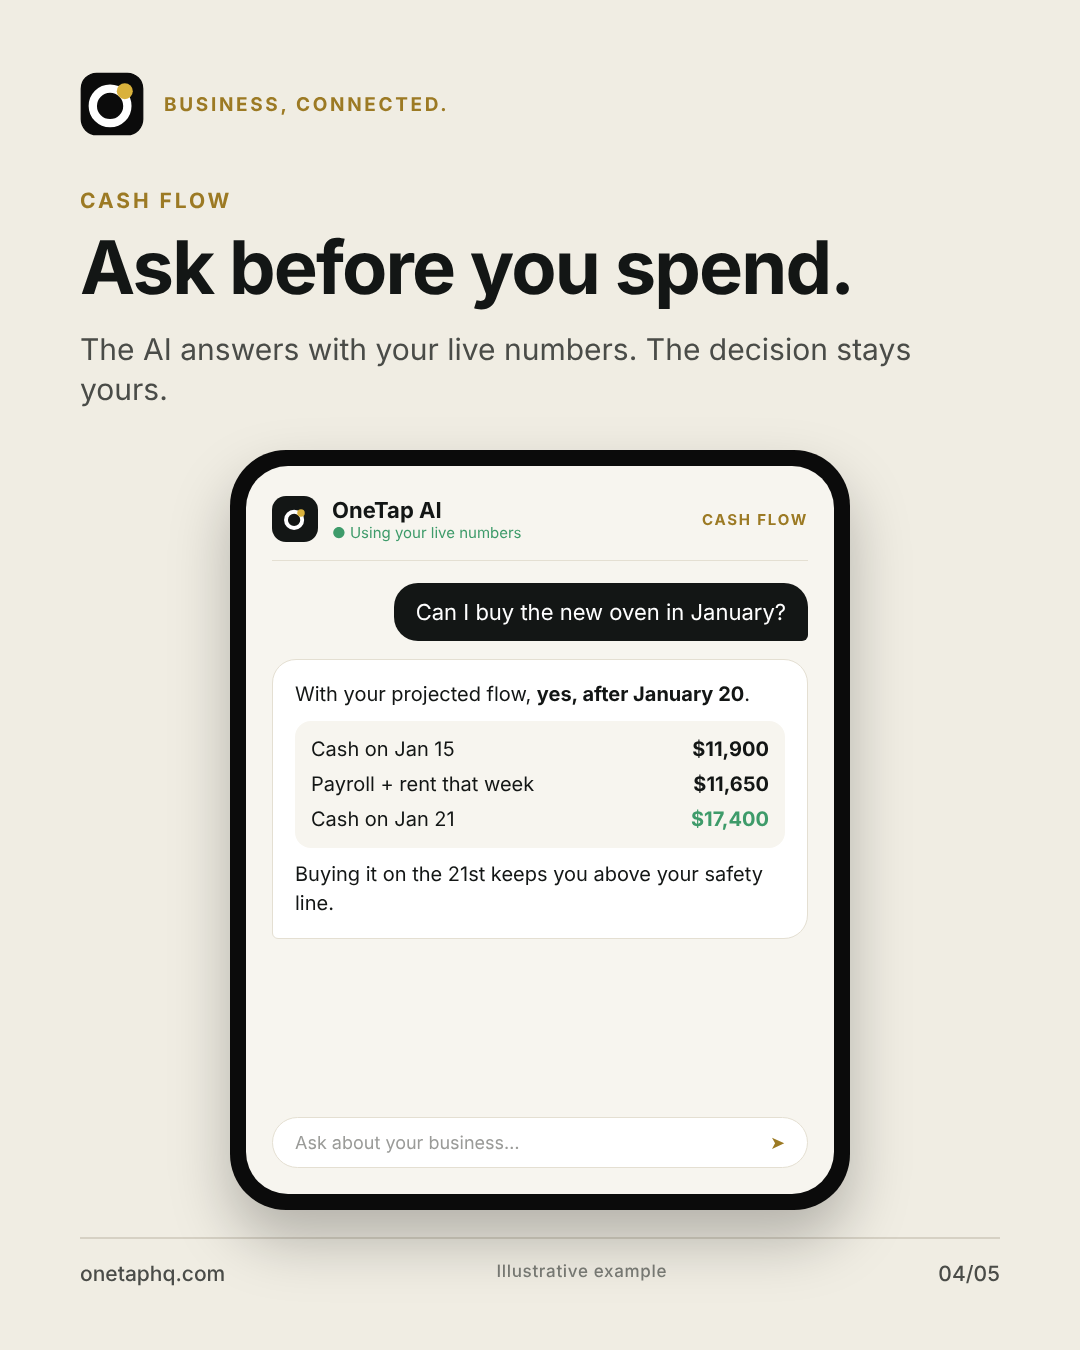 BUSINESS, CONNECTED.
CASH FLOW
Ask before you spend.
The AI answers with your live numbers. The decision stays
yours.
OneTap AI
Using your live numbers
CASH FLOW
Can I buy the new oven in January?
With your projected flow, yes, after January 20.
Cash on Jan 15 $11,900
Payroll + rent that week $11,650
Cash on Jan 21 $17,400
Buying it on the 21st keeps you above your safety
line.
Ask about your business...
onetaphq.com
Illustrative example
04/05